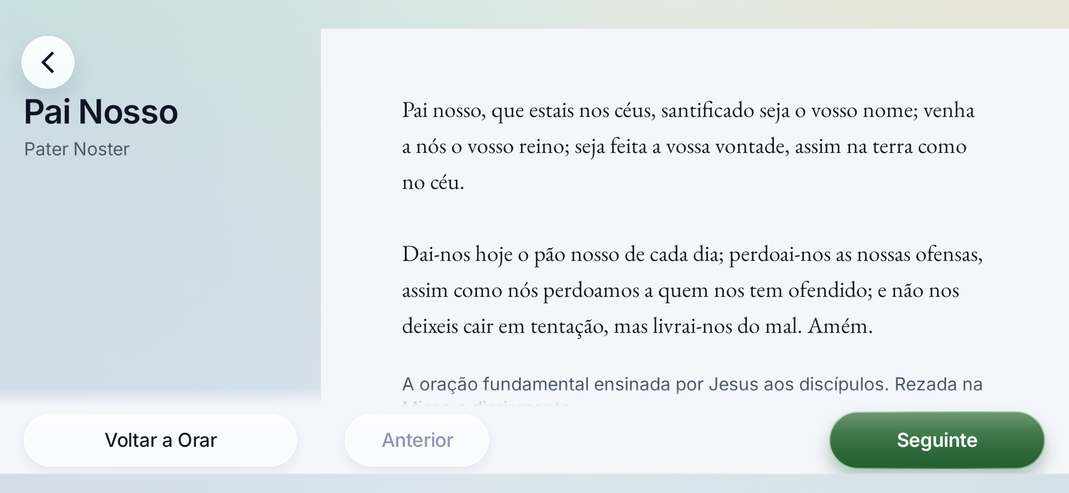 Pai Nosso
Pater Noster
Pai nosso, que estais nos céus, santificado seja o vosso nome; venha
a nós o vosso reino; seja feita a vossa vontade, assim na terra como
no céu.
Dai-nos hoje o pão nosso de cada dia; perdoai-nos as nossas ofensas,
assim como nós perdoamos a quem nos tem ofendido; e não nos
deixeis cair em tentação, mas livrai-nos do mal. Amém.
A oração fundamental ensinada por Jesus aos discípulos. Rezada na
Voltar a Orar
Anterior
Seguinte